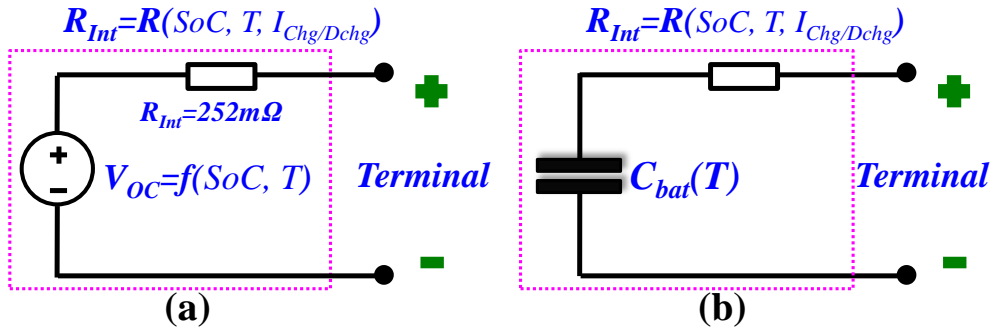 R_Int=R(SoC, T, I_Chg/Dchg)
R_Int=252mΩ
+
−
V_OC=f(SoC, T)
+
Terminal
−
(a)
R_Int=R(SoC, T, I_Chg/Dchg)
C_bat(T)
+
Terminal
−
(b)